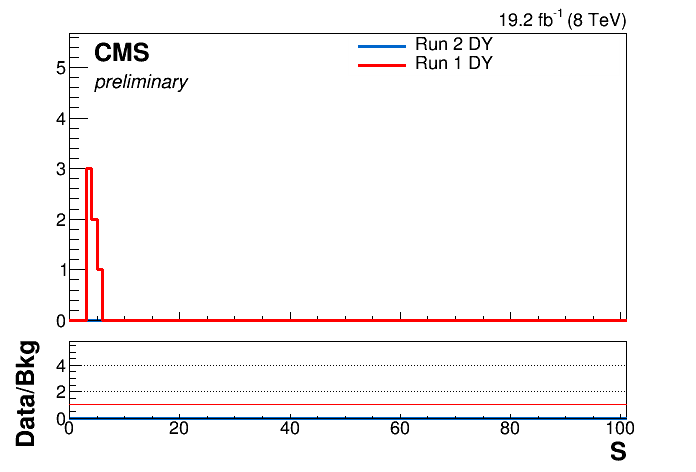 19.2 fb-1 (8 TeV)
CMS
preliminary
Run 2 DY
Run 1 DY
5
4
3
2
1
0
Data/Bkg
4
2
0
0 20 40 60 80 100
S